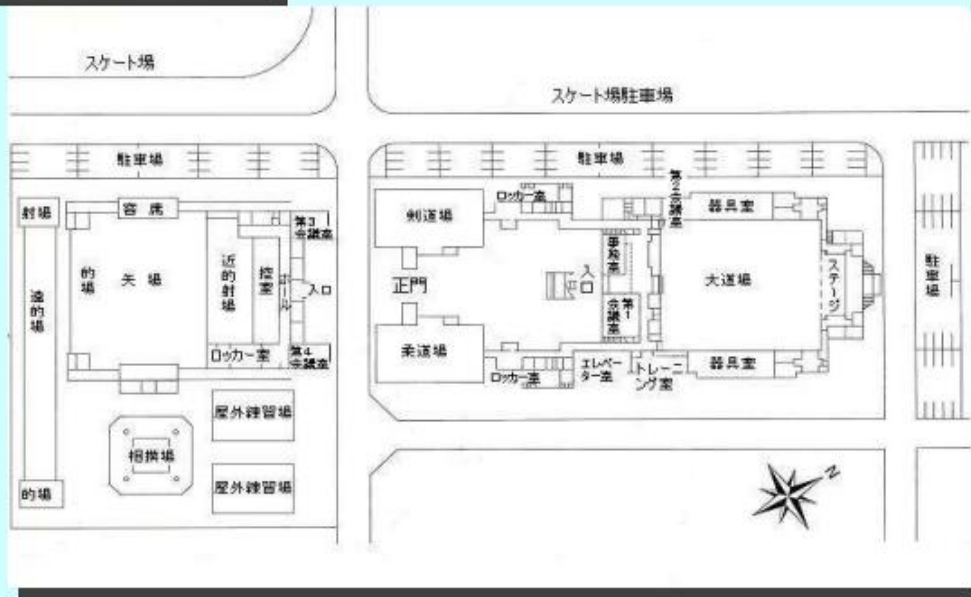 スケート場
スケート場駐車場
駐車場
駐車場
駐車場
射場
客席
第3
会議室
遠的場
的場
矢場
近的射場
控室
ホール
入口
ロッカー室
第4
会議室
屋外練習場
相撲場
屋外練習場
的場
剣道場
ロッカー室
第2会議室
器具室
正門
入口
事務室
第1
会議室
大道場
ステージ
柔道場
ロッカー室
エレベー
ター室
トレーニ
ング室
器具室
N